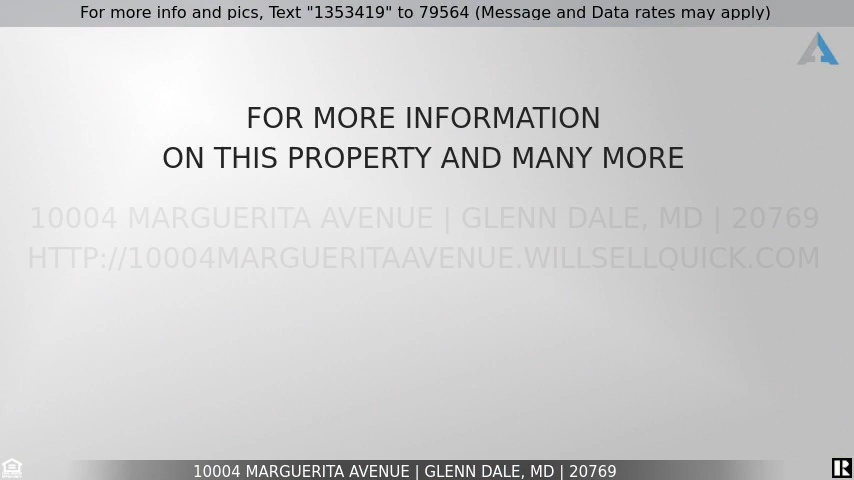 For more info and pics, Text "1353419" to 79564 (Message and Data rates may apply)
FOR MORE INFORMATION
ON THIS PROPERTY AND MANY MORE
10004 MARGUERITA AVENUE | GLENN DALE, MD | 20769
HTTP://10004MARGUERITAAVENUE.WILLSELLQUICK.COM
10004 MARGUERITA AVENUE | GLENN DALE, MD | 20769